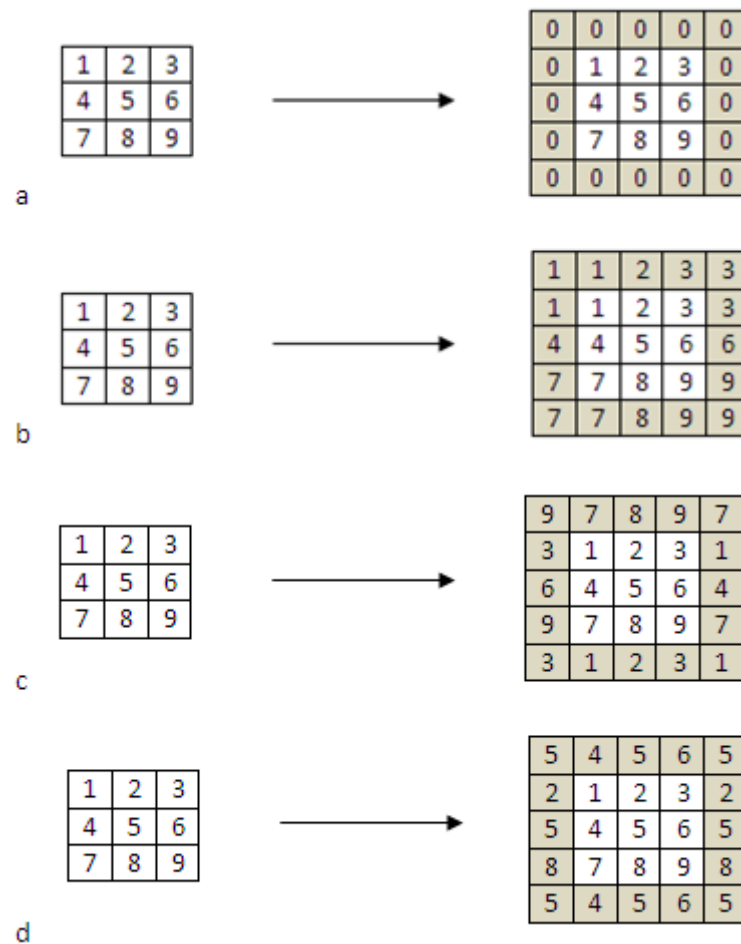 0 0 0 0 0
1 2 3 0 1 2 3 0
4 5 6 0 4 5 6 0
7 8 9 0 7 8 9 0
0 0 0 0 0
a
1 1 2 3 3
1 2 3 1 1 2 3 3
4 5 6 4 4 5 6 6
7 8 9 7 7 8 9 9
7 7 8 9 9
b
9 7 8 9 7
1 2 3 3 1 2 3 1
4 5 6 6 4 5 6 4
7 8 9 9 7 8 9 7
3 1 2 3 1
c
5 4 5 6 5
1 2 3 2 1 2 3 2
4 5 6 5 4 5 6 5
7 8 9 8 7 8 9 8
5 4 5 6 5
d